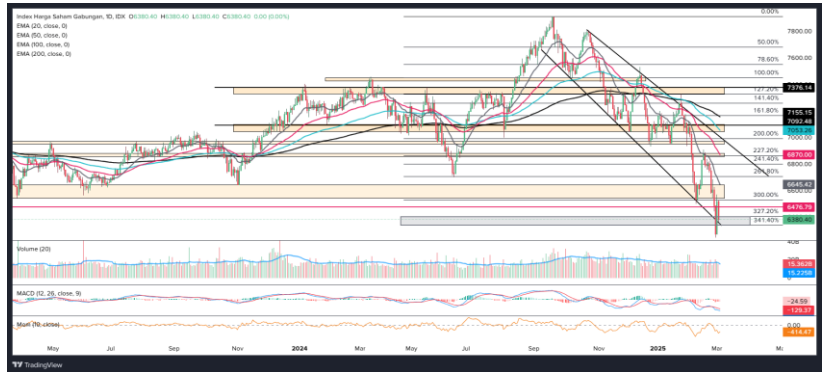 Index Harga Saham Gabungan, 1D, IDX O6380.40 H6380.40 L6380.40 C6380.40 0.00 (0.00%)
EMA (20, close, 0)
EMA (50, close, 0)
EMA (100, close, 0)
EMA (200, close, 0)
0.00%
50.00%
78.60%
100.00%
127.20%
141.40%
161.80%
200.00%
227.20%
241.40%
261.80%
300.00%
327.20%
341.40%
7800.00
7600.00
7376.14
7155.15
7092.48
7053.26
7000.00
6870.00
6800.00
6645.42
6600.00
6476.79
6380.40
Volume (20)
40B
15.362B
15.225B
MACD (12, 26, close, 9)
-24.59
-129.37
Mom (10, close)
0.00
-414.47
May Jul Sep Nov 2024 Mar May Jul Sep Nov 2025 Mar
TradingView